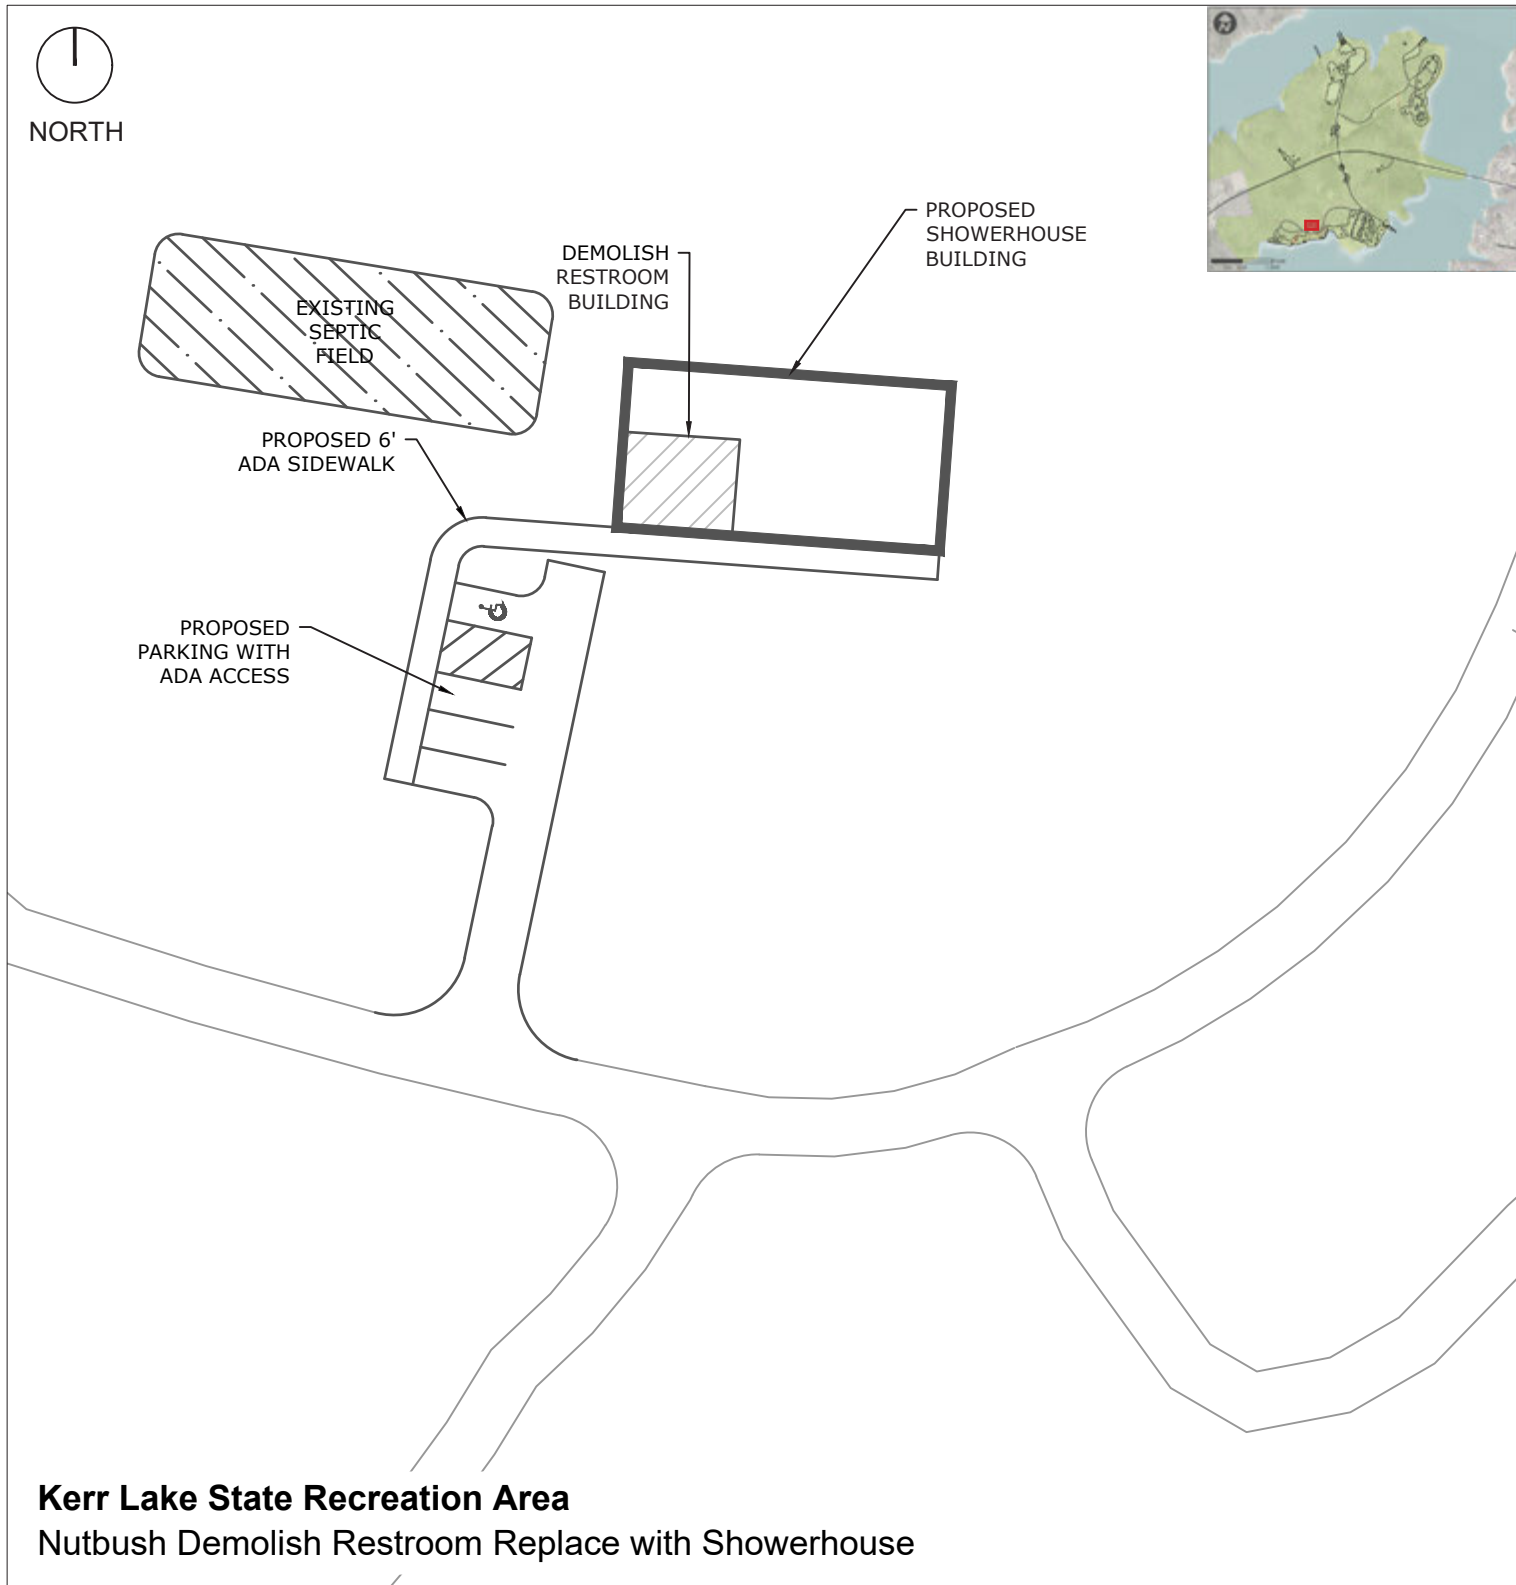 NORTH
PROPOSED
SHOWERHOUSE
BUILDING
DEMOLISH
RESTROOM
BUILDING
EXISTING
SEPTIC
FIELD
PROPOSED 6'
ADA SIDEWALK
PROPOSED
PARKING WITH
ADA ACCESS
Kerr Lake State Recreation Area
Nutbush Demolish Restroom Replace with Showerhouse